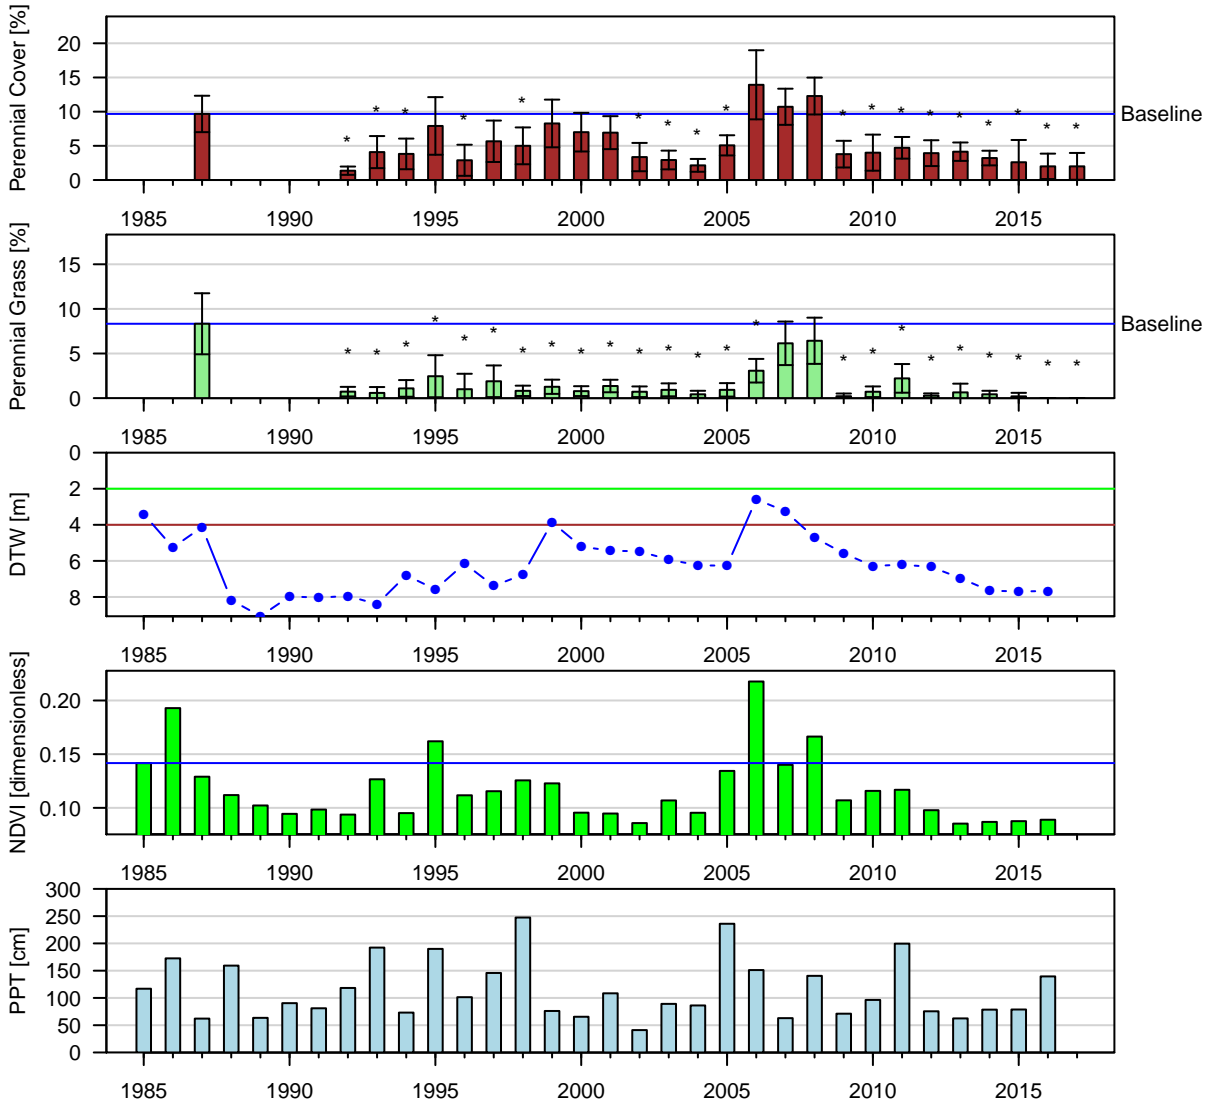 Perennial Cover [%]
20
15
10
5
0
Baseline
* * * * * * * * * * * * * * * * * *
1985 1990 1995 2000 2005 2010 2015
Perennial Grass [%]
15
10
5
0
Baseline
* * * * * * * * * * * * * * * * * * * * * * * *
1985 1990 1995 2000 2005 2010 2015
DTW [m]
0
2
4
6
8
1985 1990 1995 2000 2005 2010 2015
NDVI [dimensionless]
0.20
0.15
0.10
1985 1990 1995 2000 2005 2010 2015
PPT [cm]
300
250
200
150
100
50
0
1985 1990 1995 2000 2005 2010 2015